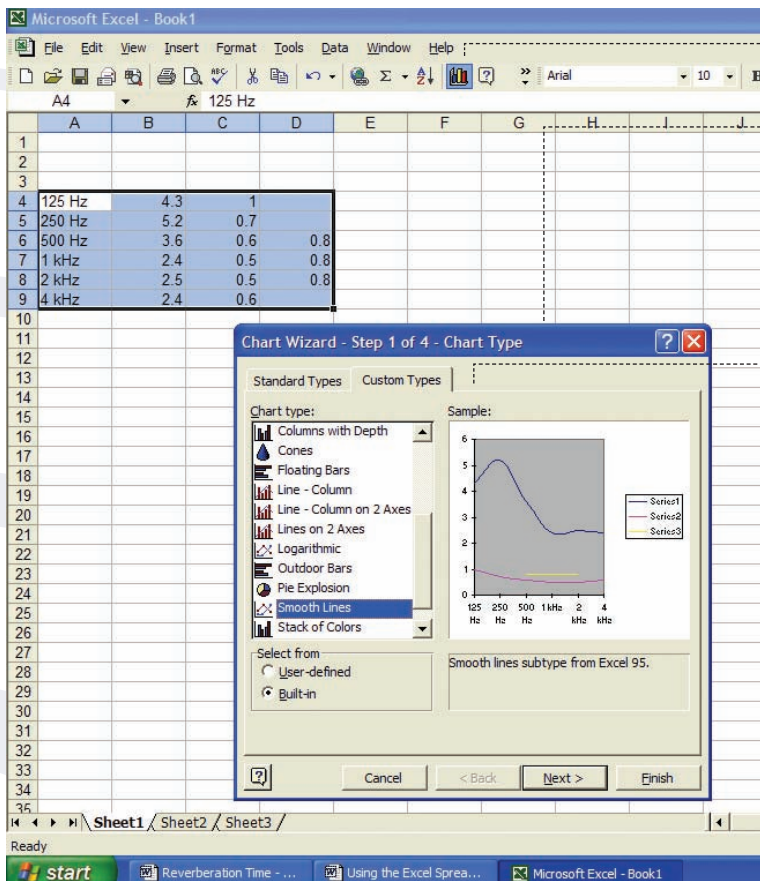 Microsoft Excel - Book1
File Edit View Insert Format Tools Data Window Help
Arial 10 B
A4 fx 125 Hz
A B C D E F G H I J
1
2
3
4 125 Hz 4.3 1
5 250 Hz 5.2 0.7
6 500 Hz 3.6 0.6 0.8
7 1 kHz 2.4 0.5 0.8
8 2 kHz 2.5 0.5 0.8
9 4 kHz 2.4 0.6
10
11
12
13
14
15
16
17
18
19
20
21
22
23
24
25
26
27
28
29
30
31
32
33
34
35
Chart Wizard - Step 1 of 4 - Chart Type
Standard Types Custom Types
Chart type:
Columns with Depth
Cones
Floating Bars
Line - Column
Line - Column on 2 Axes
Lines on 2 Axes
Logarithmic
Outdoor Bars
Pie Explosion
Smooth Lines
Stack of Colors
Sample:
6
5
4
3
2
1
0
125 250 500 1kHz 2 4
Hz Hz Hz kHz kHz
Series1
Series2
Series3
Select from
User-defined
Built-in
Smooth lines subtype from Excel 95.
Cancel < Back Next > Finish
Sheet1 Sheet2 Sheet3
Ready
start Reverberation Time - ... Using the Excel Sprea... Microsoft Excel - Book1